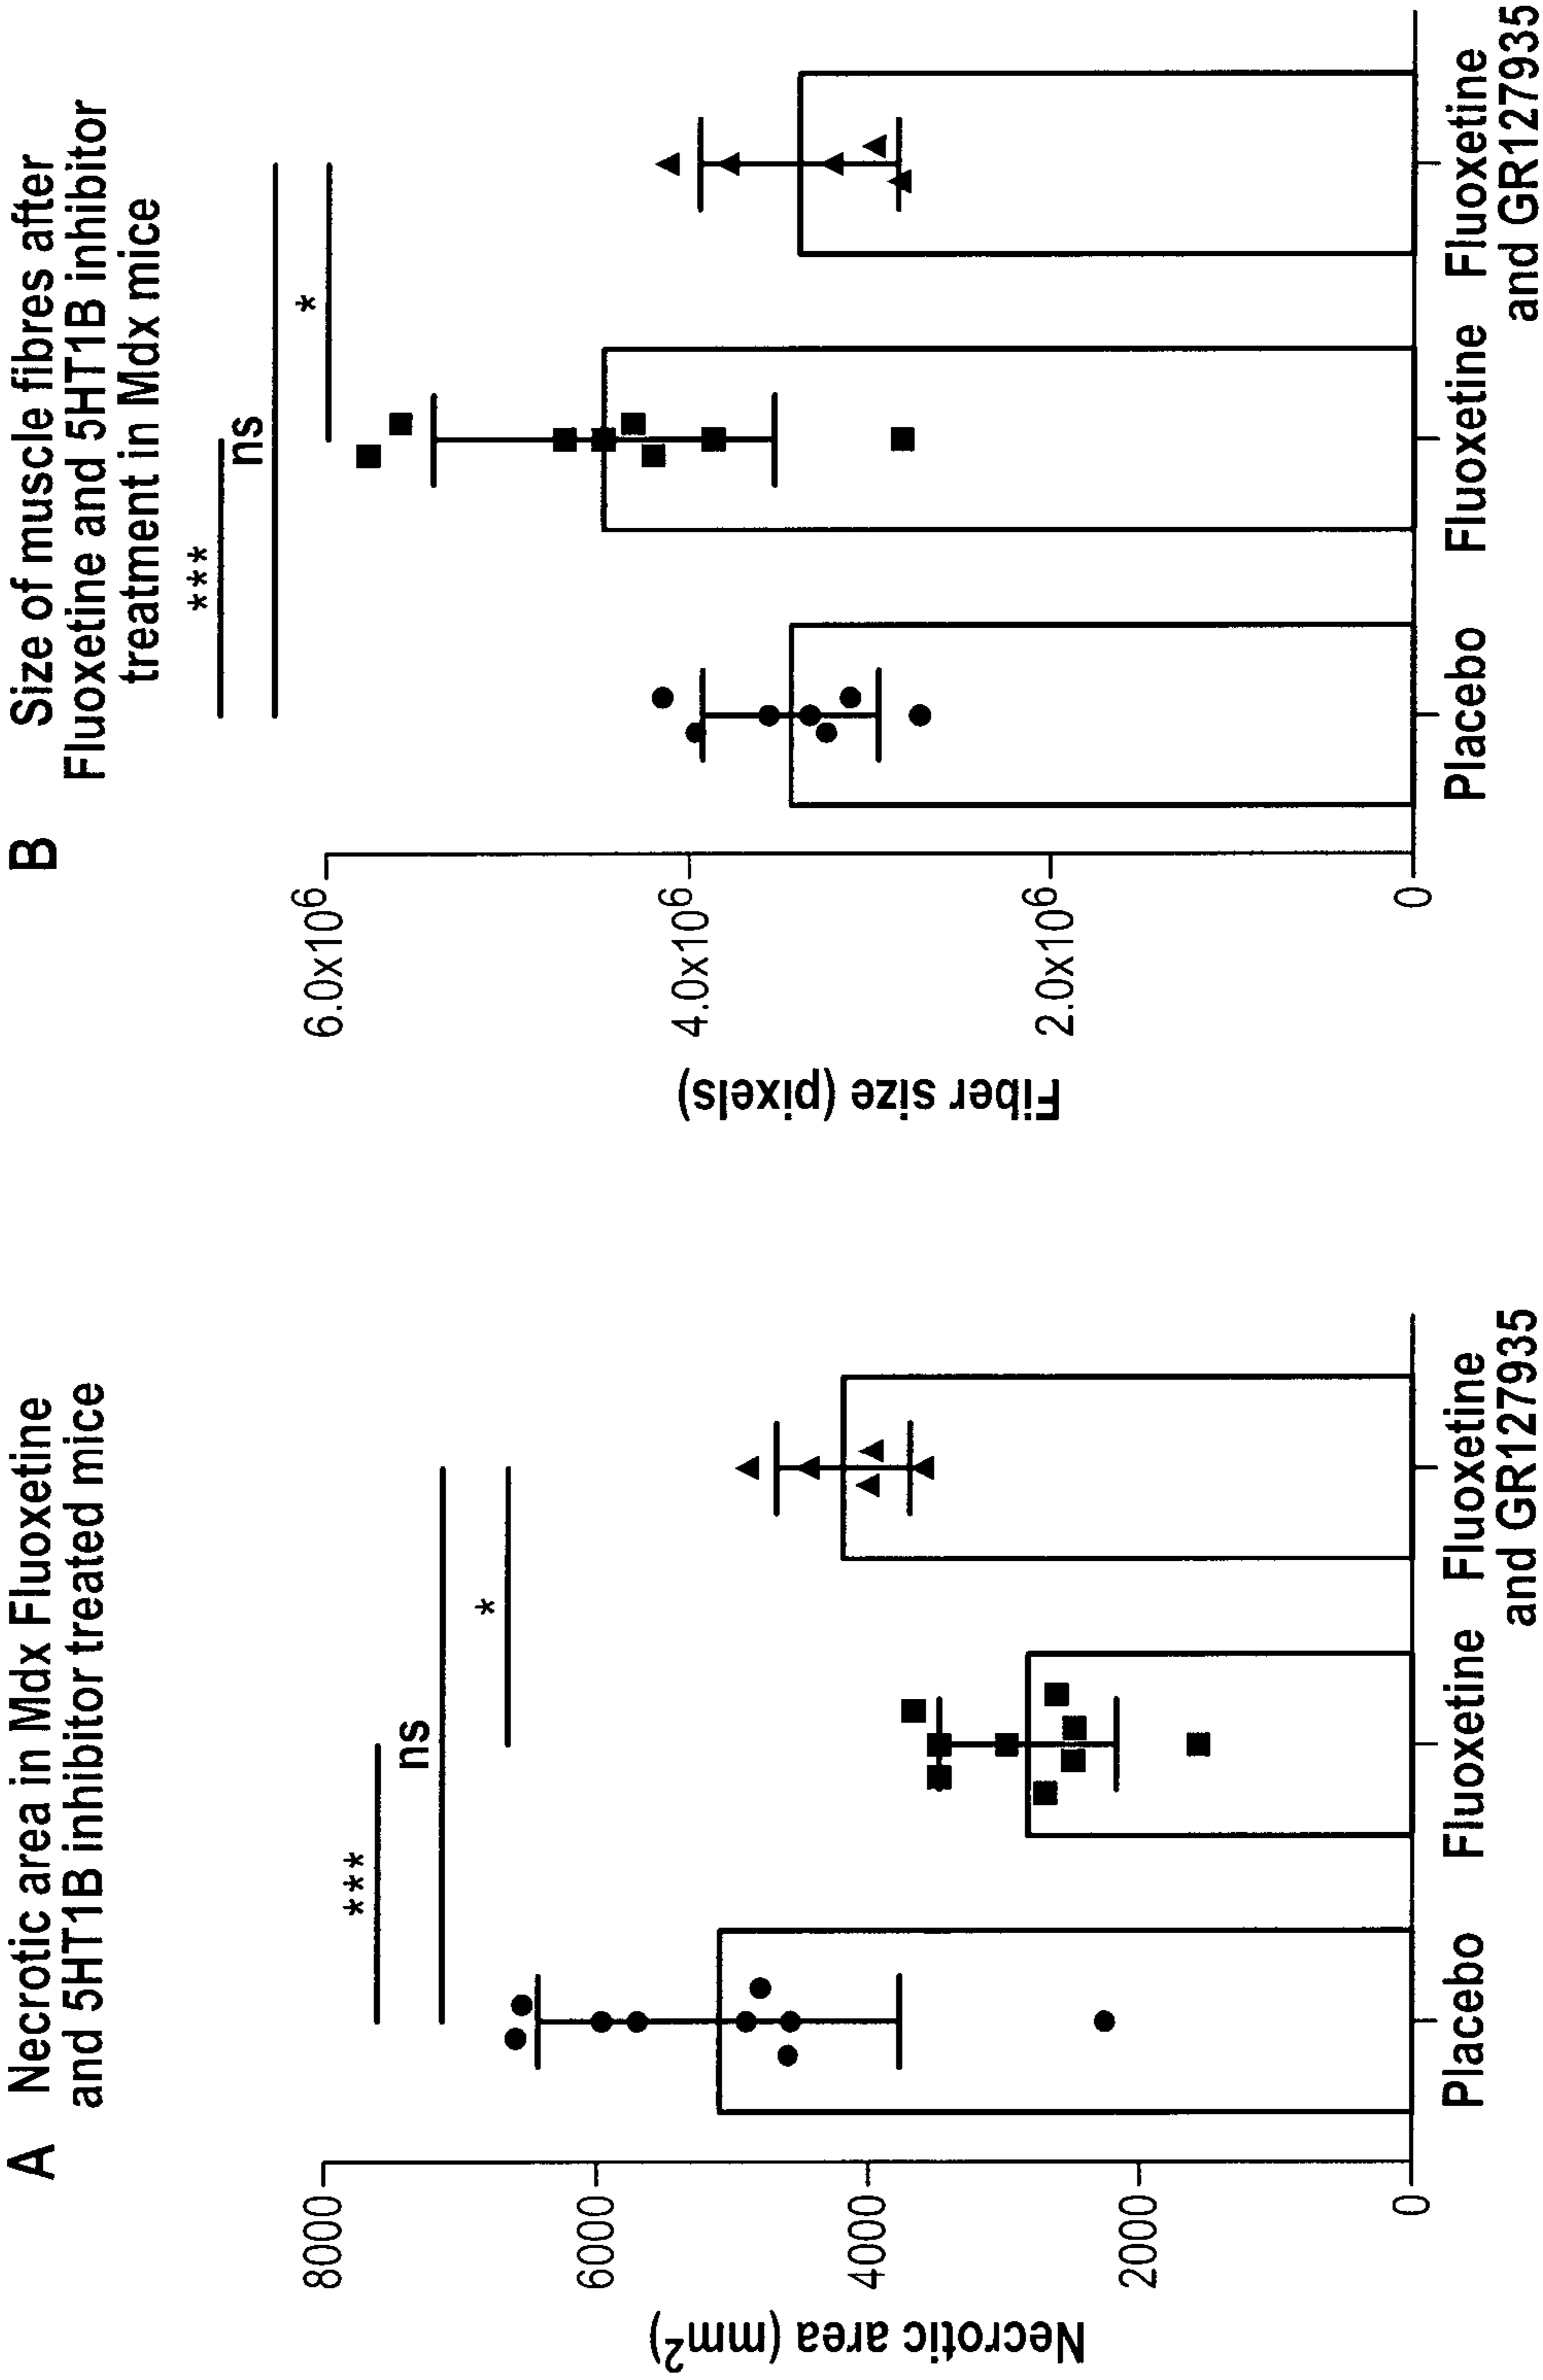 A Necrotic area in Mdx Fluoxetine
and 5HT1B inhibitor treated mice
***
ns
*
Necrotic area (mm²)
8000
6000
4000
2000
0
Placebo
Fluoxetine
Fluoxetine
and GR127935
B Size of muscle fibres after
Fluoxetine and 5HT1B inhibitor
treatment in Mdx mice
***
ns
*
Fiber size (pixels)
6.0x10⁶
4.0x10⁶
2.0x10⁶
0
Placebo
Fluoxetine
Fluoxetine
and GR127935